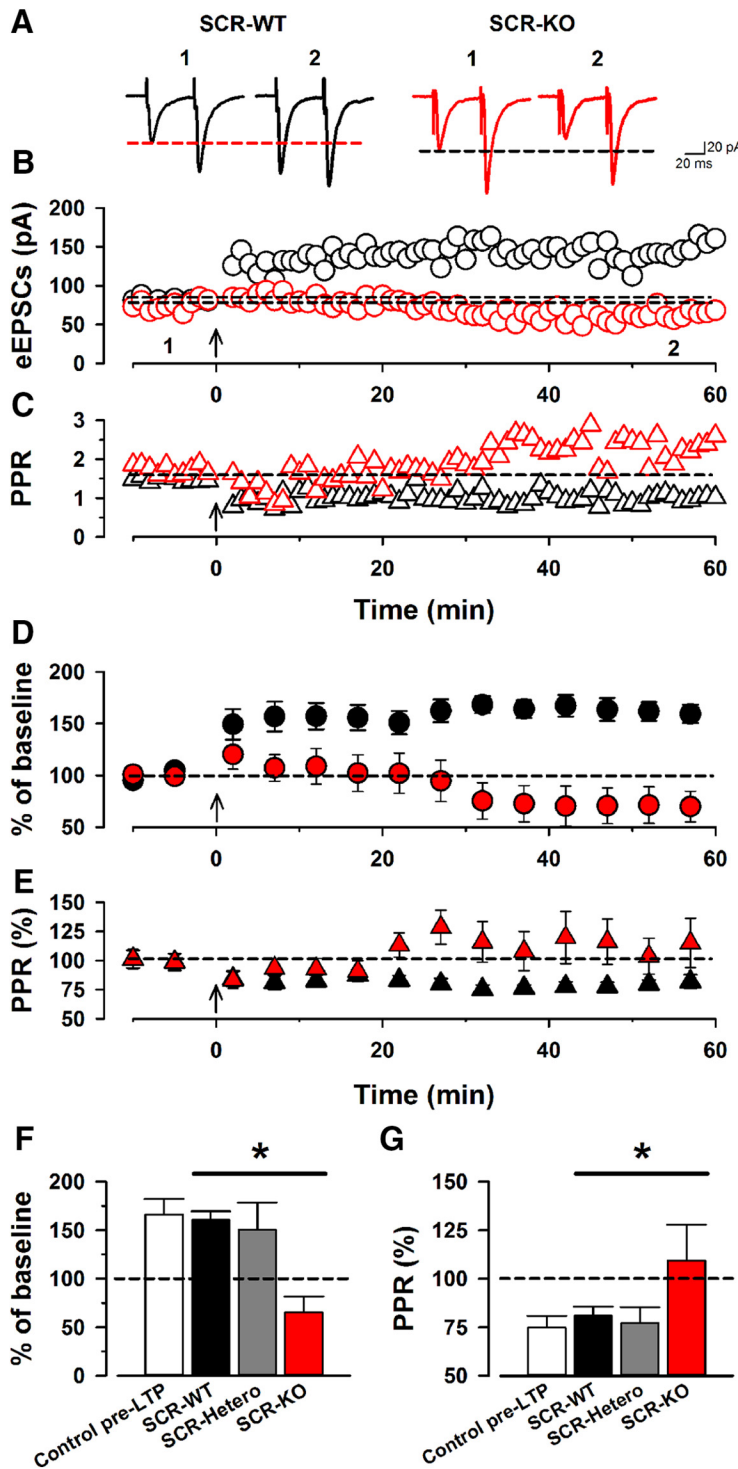 A
SCR-WT
SCR-KO
1
2
1
2
20 pA
20 ms
B
200
150
100
50
0
eEPSCs (pA)
1
2
0
20
40
60
C
3
2
1
0
PPR
0
20
40
60
Time (min)
D
200
150
100
50
% of baseline
0
20
40
60
E
150
125
100
75
50
PPR (%)
0
20
40
60
Time (min)
F
*
200
150
100
50
0
% of baseline
Control pre-LTP
SCR-WT
SCR-Hetero
SCR-KO
G
*
150
125
100
75
50
PPR (%)
Control pre-LTP
SCR-WT
SCR-Hetero
SCR-KO